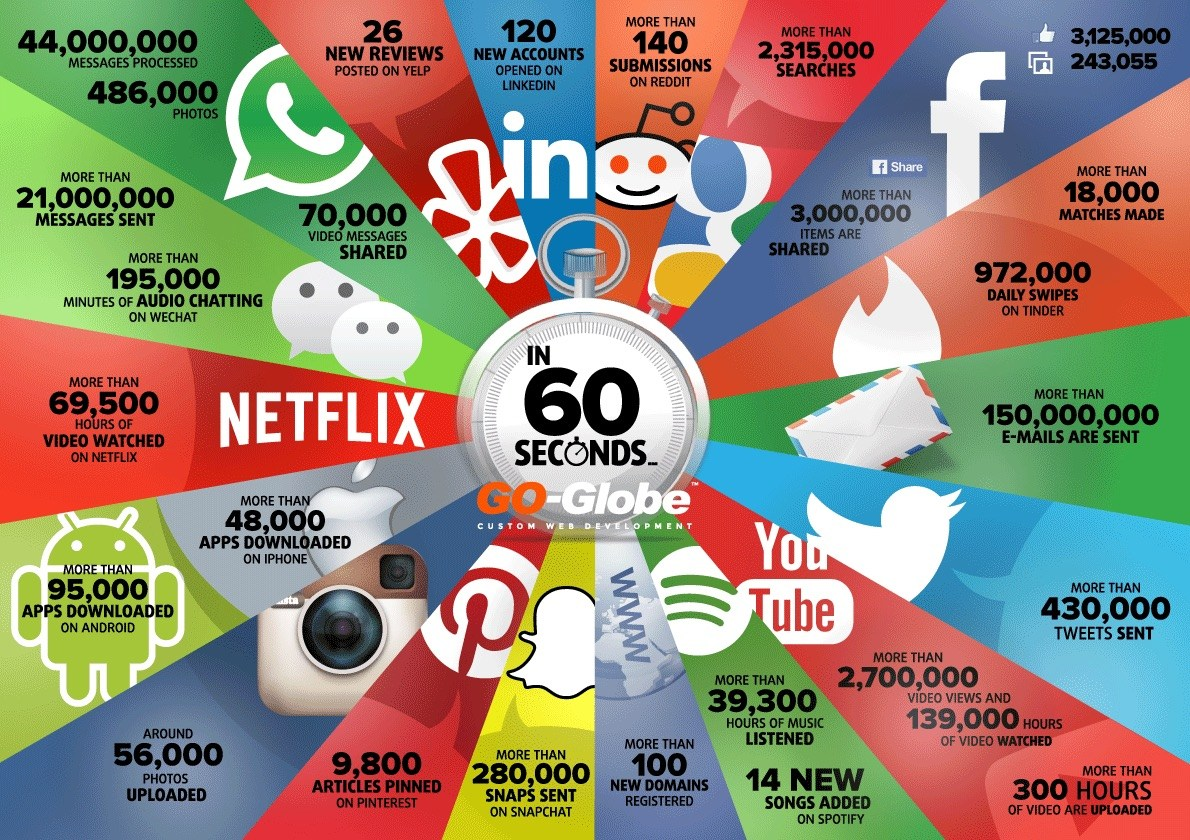 44,000,000
MESSAGES PROCESSED
486,000
PHOTOS
70,000
VIDEO MESSAGES
SHARED
26
NEW REVIEWS
POSTED ON YELP
120
NEW ACCOUNTS
OPENED ON
LINKEDIN
in
MORE THAN
140
SUBMISSIONS
ON REDDIT
MORE THAN
2,315,000
SEARCHES
3,125,000
243,055
f
f Share
MORE THAN
3,000,000
ITEMS ARE
SHARED
MORE THAN
18,000
MATCHES MADE
972,000
DAILY SWIPES
ON TINDER
MORE THAN
150,000,000
E-MAILS ARE SENT
MORE THAN
430,000
TWEETS SENT
You
Tube
MORE THAN
2,700,000
VIDEO VIEWS AND
139,000 HOURS
OF VIDEO WATCHED
MORE THAN
300 HOURS
OF VIDEO ARE UPLOADED
MORE THAN
39,300
HOURS OF MUSIC
LISTENED
14 NEW
SONGS ADDED
ON SPOTIFY
WWW
MORE THAN
100
NEW DOMAINS
REGISTERED
MORE THAN
280,000
SNAPS SENT
ON SNAPCHAT
9,800
ARTICLES PINNED
ON PINTEREST
Insta
AROUND
56,000
PHOTOS
UPLOADED
MORE THAN
95,000
APPS DOWNLOADED
ON ANDROID
MORE THAN
48,000
APPS DOWNLOADED
ON IPHONE
MORE THAN
69,500
HOURS OF
VIDEO WATCHED
ON NETFLIX
NETFLIX
MORE THAN
21,000,000
MESSAGES SENT
MORE THAN
195,000
MINUTES OF AUDIO CHATTING
ON WECHAT
IN
60
SECONDS...
GO-Globe™
CUSTOM WEB DEVELOPMENT